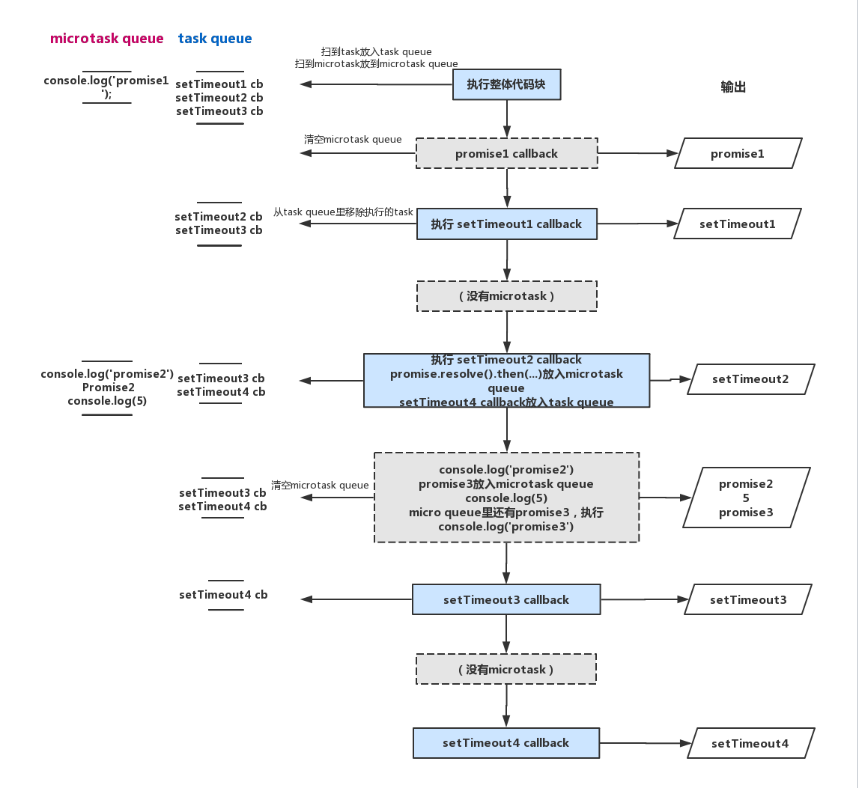 microtask queue
task queue
扫到task放入task queue
扫到microtask放到microtask queue
console.log('promise1
');
setTimeout1 cb
setTimeout2 cb
setTimeout3 cb
执行整体代码块
输出
清空microtask queue
promise1 callback
promise1
从task queue里移除执行的task
setTimeout2 cb
setTimeout3 cb
执行 setTimeout1 callback
setTimeout1
（没有microtask）
console.log('promise2')
Promise2
console.log(5)
setTimeout3 cb
setTimeout4 cb
执行 setTimeout2 callback
promise.resolve().then(...)放入microtask
queue
setTimeout4 callback放入task queue
setTimeout2
清空microtask queue
setTimeout3 cb
setTimeout4 cb
console.log('promise2')
promise3放入microtask queue
console.log(5)
micro queue里还有promise3，执行
console.log('promise3')
promise2
5
promise3
setTimeout4 cb
setTimeout3 callback
setTimeout3
（没有microtask）
setTimeout4 callback
setTimeout4